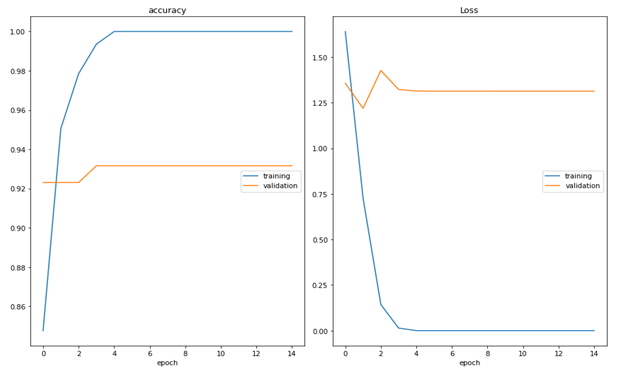 accuracy
1.00
0.98
0.96
0.94
0.92
0.90
0.88
0.86
training
validation
0 2 4 6 8 10 12 14
epoch
Loss
1.50
1.25
1.00
0.75
0.50
0.25
0.00
training
validation
0 2 4 6 8 10 12 14
epoch